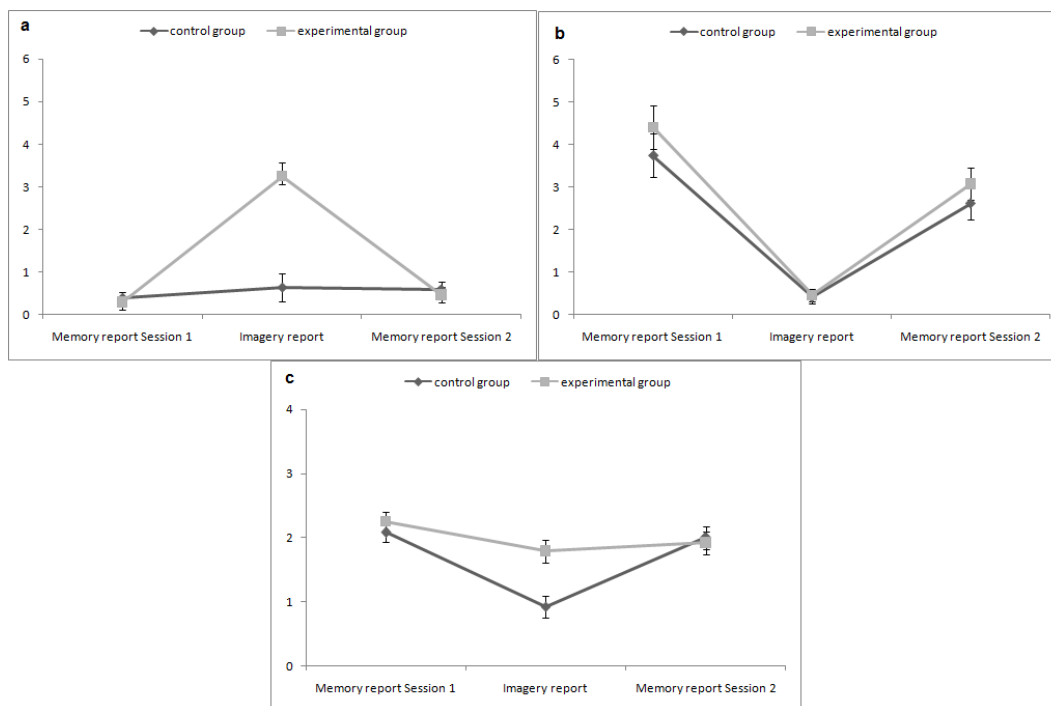 a
control group experimental group
6
5
4
3
2
1
0
Memory report Session 1 Imagery report Memory report Session 2
b
control group experimental group
6
5
4
3
2
1
0
Memory report Session 1 Imagery report Memory report Session 2
c
control group experimental group
4
3
2
1
0
Memory report Session 1 Imagery report Memory report Session 2